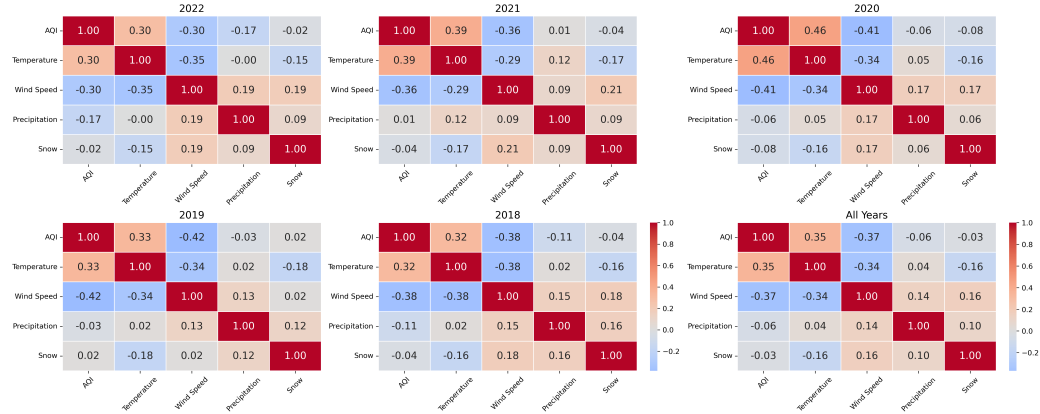 2022
AQI 1.00 0.30 -0.30 -0.17 -0.02
Temperature 0.30 1.00 -0.35 -0.00 -0.15
Wind Speed -0.30 -0.35 1.00 0.19 0.19
Precipitation -0.17 -0.00 0.19 1.00 0.09
Snow -0.02 -0.15 0.19 0.09 1.00
AQI Temperature Wind Speed Precipitation Snow
2021
AQI 1.00 0.39 -0.36 0.01 -0.04
Temperature 0.39 1.00 -0.29 0.12 -0.17
Wind Speed -0.36 -0.29 1.00 0.09 0.21
Precipitation 0.01 0.12 0.09 1.00 0.09
Snow -0.04 -0.17 0.21 0.09 1.00
AQI Temperature Wind Speed Precipitation Snow
2020
AQI 1.00 0.46 -0.41 -0.06 -0.08
Temperature 0.46 1.00 -0.34 0.05 -0.16
Wind Speed -0.41 -0.34 1.00 0.17 0.17
Precipitation -0.06 0.05 0.17 1.00 0.06
Snow -0.08 -0.16 0.17 0.06 1.00
AQI Temperature Wind Speed Precipitation Snow
2019
AQI 1.00 0.33 -0.42 -0.03 0.02
Temperature 0.33 1.00 -0.34 0.02 -0.18
Wind Speed -0.42 -0.34 1.00 0.13 0.02
Precipitation -0.03 0.02 0.13 1.00 0.12
Snow 0.02 -0.18 0.02 0.12 1.00
AQI Temperature Wind Speed Precipitation Snow
2018
AQI 1.00 0.32 -0.38 -0.11 -0.04
Temperature 0.32 1.00 -0.38 0.02 -0.16
Wind Speed -0.38 -0.38 1.00 0.15 0.18
Precipitation -0.11 0.02 0.15 1.00 0.16
Snow -0.04 -0.16 0.18 0.16 1.00
AQI Temperature Wind Speed Precipitation Snow
1.0
0.8
0.6
0.4
0.2
0.0
−0.2
All Years
AQI 1.00 0.35 -0.37 -0.06 -0.03
Temperature 0.35 1.00 -0.34 0.04 -0.16
Wind Speed -0.37 -0.34 1.00 0.14 0.16
Precipitation -0.06 0.04 0.14 1.00 0.10
Snow -0.03 -0.16 0.16 0.10 1.00
AQI Temperature Wind Speed Precipitation Snow
1.0
0.8
0.6
0.4
0.2
0.0
−0.2